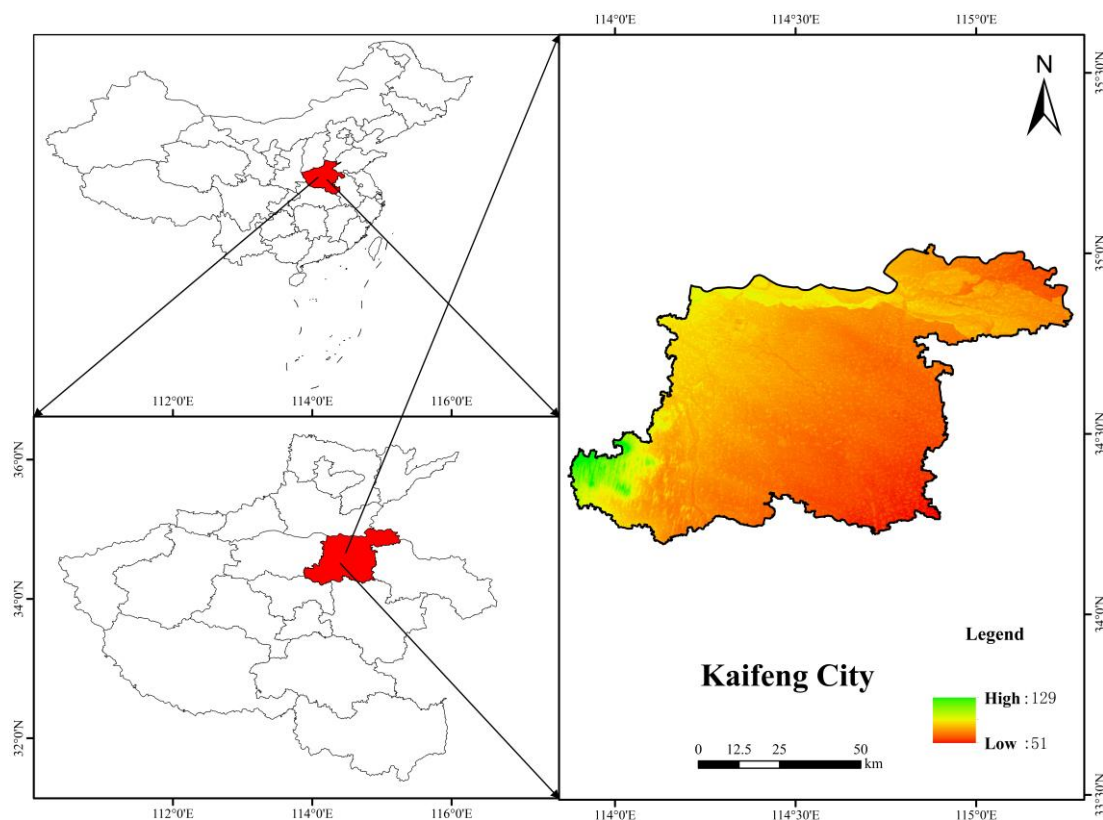 114°0'E 114°30'E 115°0'E
N
35°30'N
35°0'N
34°30'N
34°0'N
33°30'N
112°0'E 114°0'E 116°0'E
36°0'N
34°0'N
32°0'N
112°0'E 114°0'E 116°0'E
Legend
Kaifeng City
High : 129
Low : 51
0 12.5 25 50
km
114°0'E 114°30'E 115°0'E